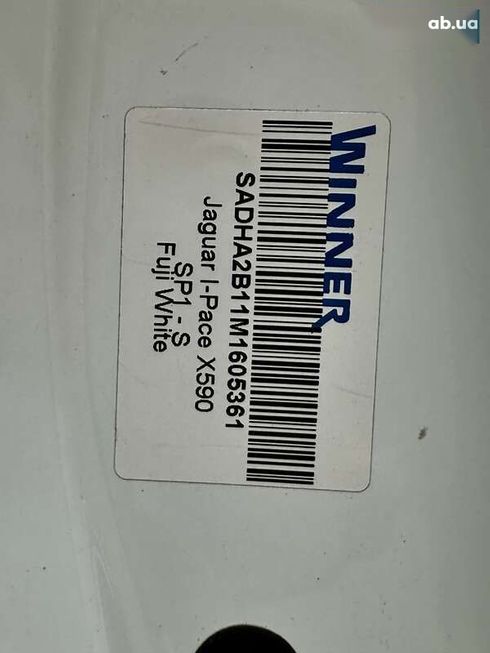 ab.ua
WINNER
SADHA2B11M1605361
Jaguar I-Pace X590
SP1 - S
Fuji White